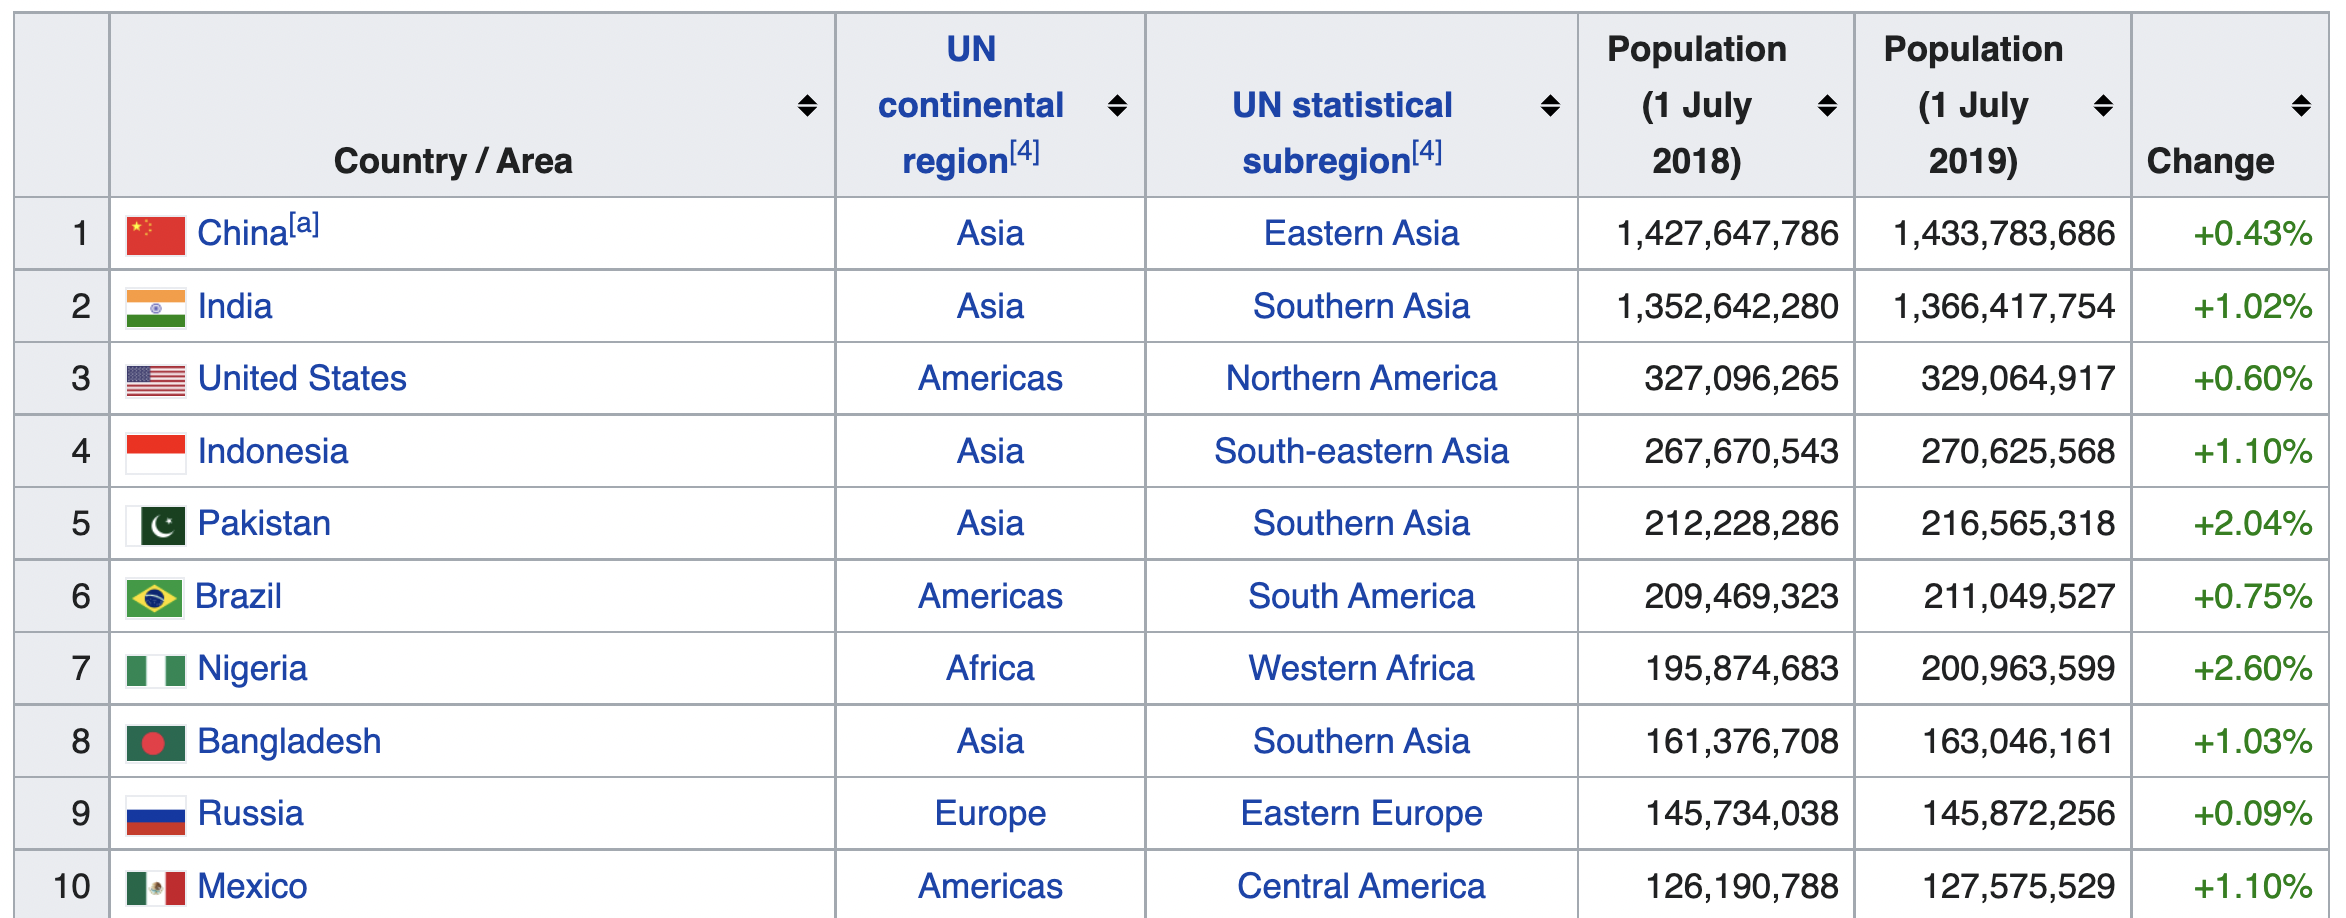 Country / Area UN continental region[4] UN statistical subregion[4] Population (1 July 2018) Population (1 July 2019) Change
1 China[a] Asia Eastern Asia 1,427,647,786 1,433,783,686 +0.43%
2 India Asia Southern Asia 1,352,642,280 1,366,417,754 +1.02%
3 United States Americas Northern America 327,096,265 329,064,917 +0.60%
4 Indonesia Asia South-eastern Asia 267,670,543 270,625,568 +1.10%
5 Pakistan Asia Southern Asia 212,228,286 216,565,318 +2.04%
6 Brazil Americas South America 209,469,323 211,049,527 +0.75%
7 Nigeria Africa Western Africa 195,874,683 200,963,599 +2.60%
8 Bangladesh Asia Southern Asia 161,376,708 163,046,161 +1.03%
9 Russia Europe Eastern Europe 145,734,038 145,872,256 +0.09%
10 Mexico Americas Central America 126,190,788 127,575,529 +1.10%